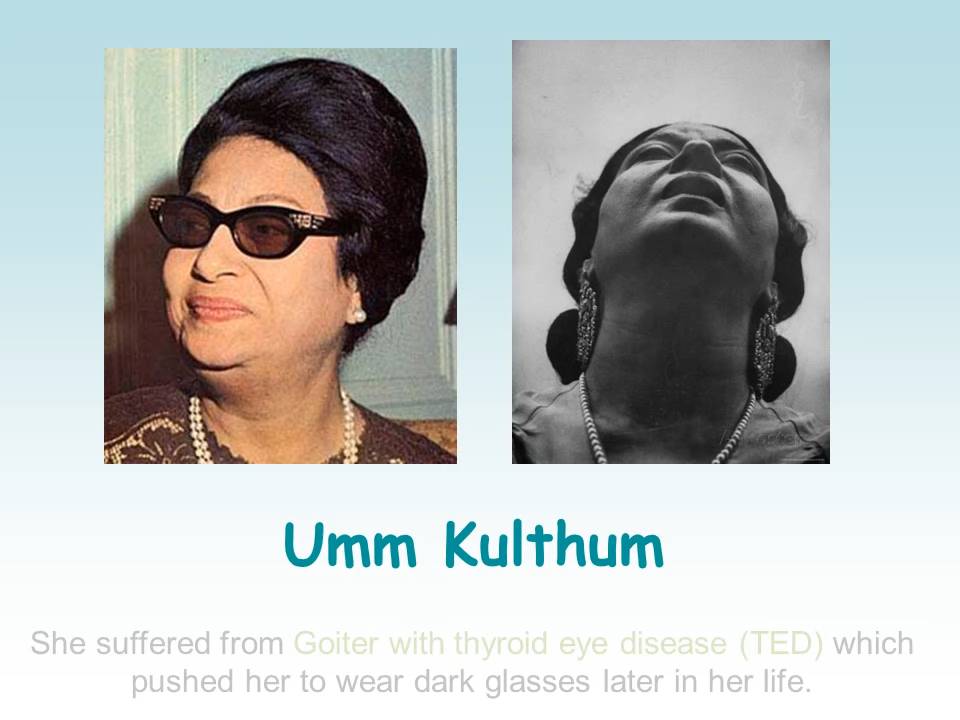 Umm Kulthum
She suffered from Goiter with thyroid eye disease (TED) which
pushed her to wear dark glasses later in her life.